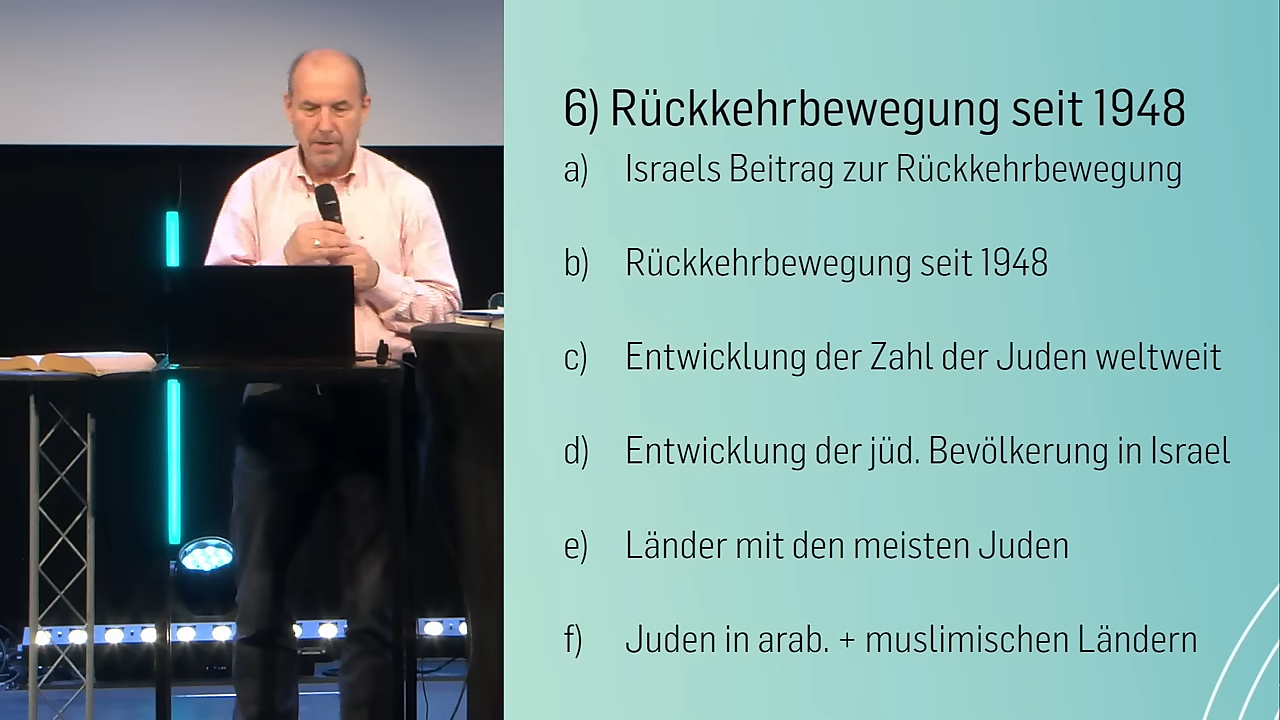 6) Rückkehrbewegung seit 1948
a) Israels Beitrag zur Rückkehrbewegung
b) Rückkehrbewegung seit 1948
c) Entwicklung der Zahl der Juden weltweit
d) Entwicklung der jüd. Bevölkerung in Israel
e) Länder mit den meisten Juden
f) Juden in arab. + muslimischen Ländern